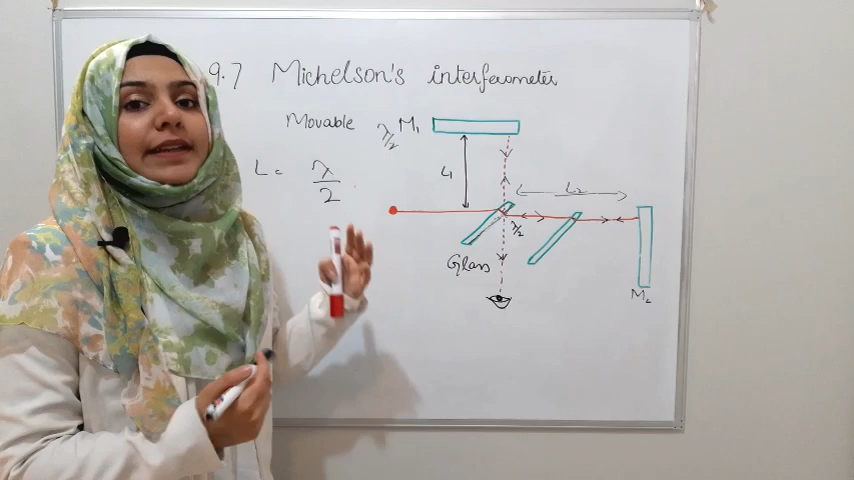 9.7 Michelson's interferometer
Movable λ/2 M₁
L = λ/2
L₁
L₂
λ/2
Glass
M₂